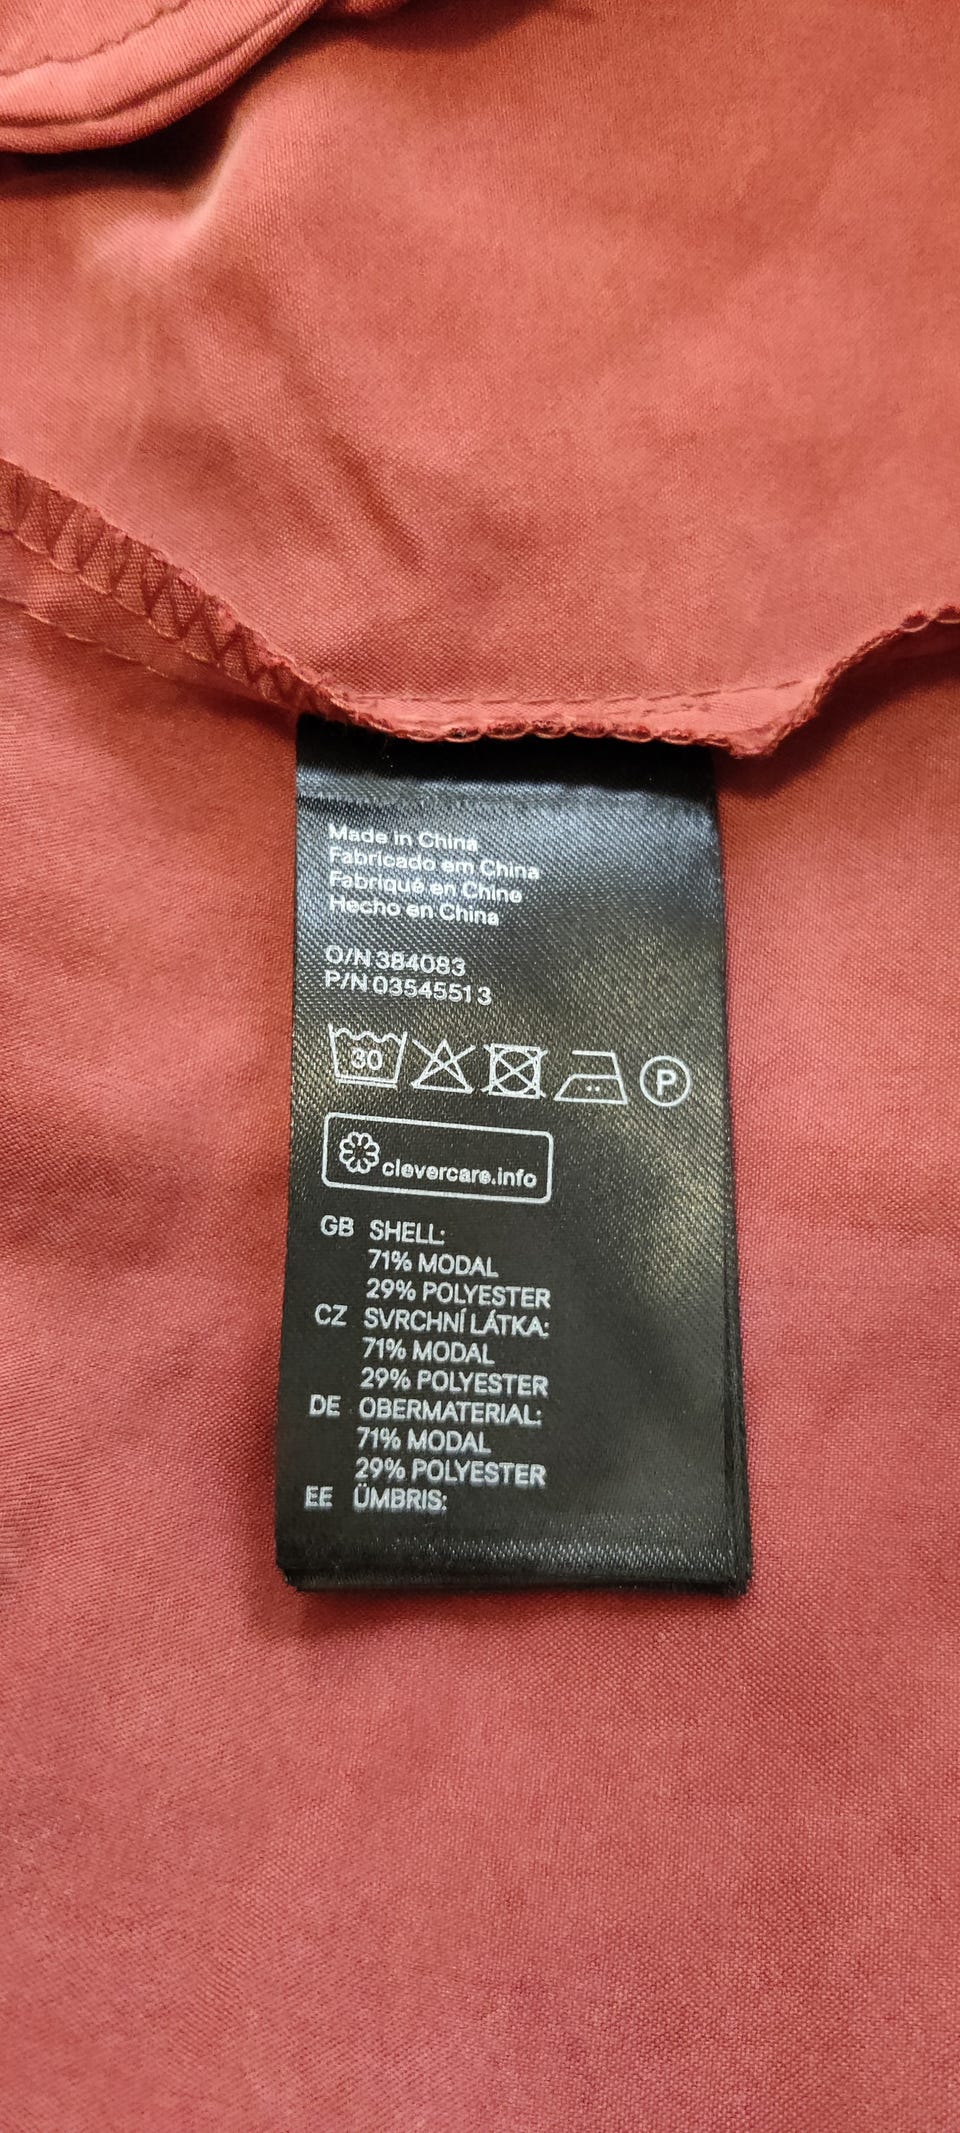 Made in China
Fabricado em China
Fabriqué en Chine
Hecho en China
O/N 384083
P/N 03545513
30 P
clevercare.info
GB SHELL:
71% MODAL
29% POLYESTER
CZ SVRCHNÍ LÁTKA:
71% MODAL
29% POLYESTER
DE OBERMATERIAL:
71% MODAL
29% POLYESTER
EE ÜMBRIS: